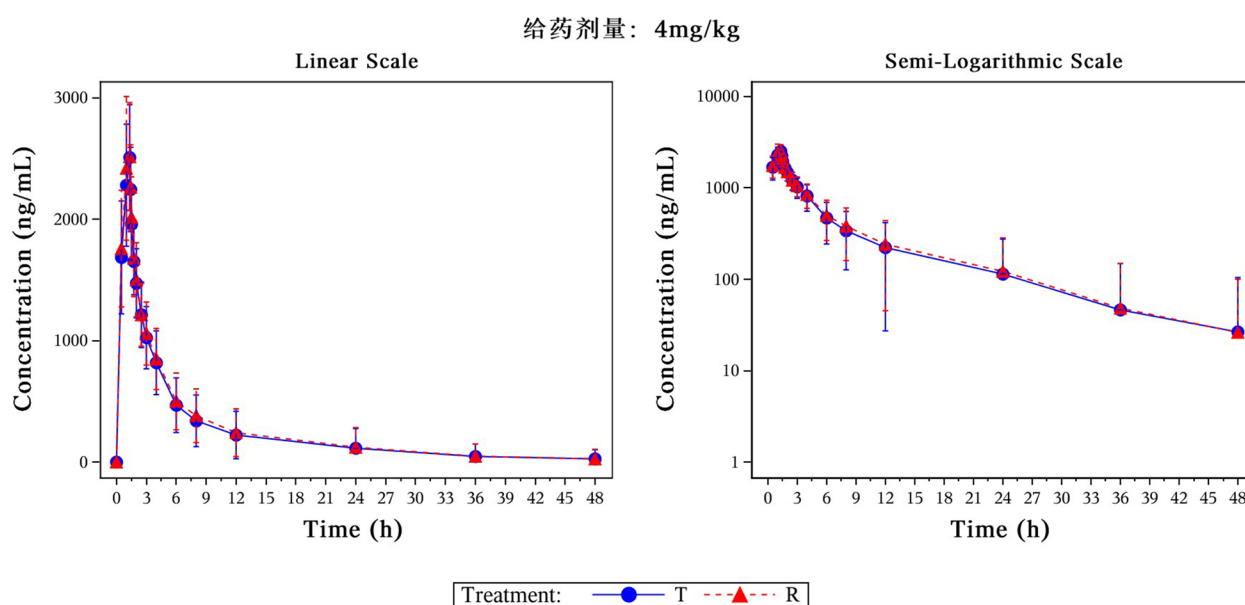 给药剂量：4mg/kg
Linear Scale
Concentration (ng/mL)
3000
2000
1000
0
0 3 6 9 12 15 18 21 24 27 30 33 36 39 42 45 48
Time (h)
Semi-Logarithmic Scale
Concentration (ng/mL)
10000
1000
100
10
1
0 3 6 9 12 15 18 21 24 27 30 33 36 39 42 45 48
Time (h)
Treatment: T R